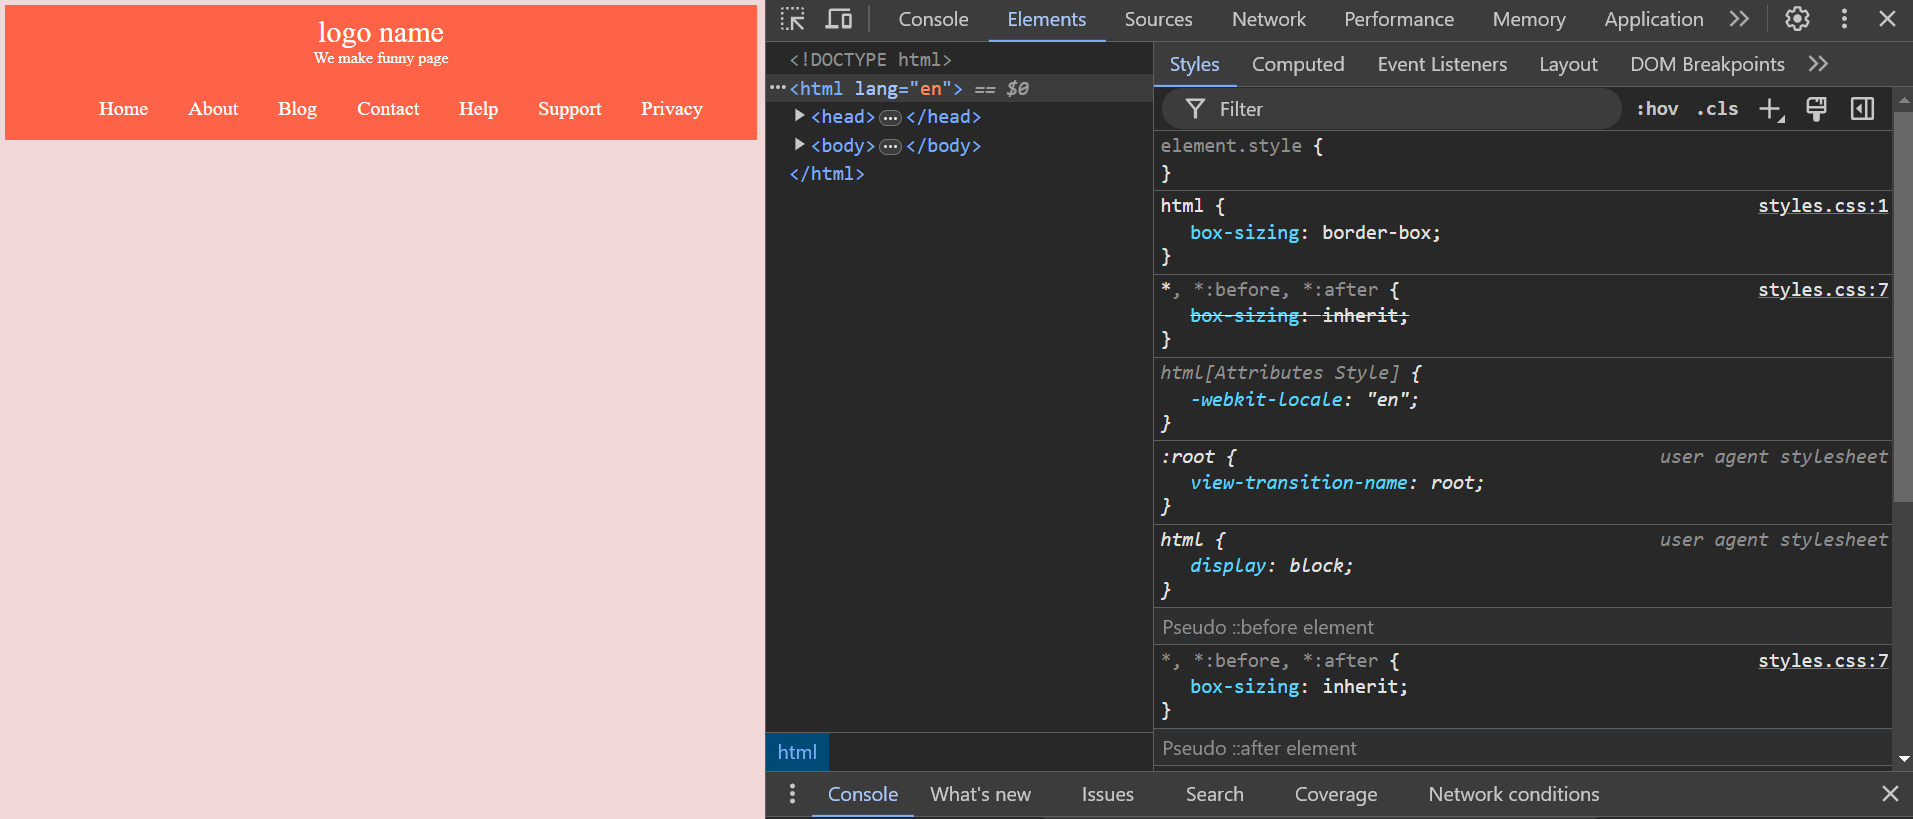 logo name
We make funny page
Home About Blog Contact Help Support Privacy
Console Elements Sources Network Performance Memory Application
<!DOCTYPE html>
<html lang="en"> == $0
<head> </head>
<body> </body>
</html>
html
Styles Computed Event Listeners Layout DOM Breakpoints
Filter :hov .cls
element.style {
}
html { styles.css:1
box-sizing: border-box;
}
*, *:before, *:after { styles.css:7
box-sizing: inherit;
}
html[Attributes Style] {
-webkit-locale: "en";
}
:root { user agent stylesheet
view-transition-name: root;
}
html { user agent stylesheet
display: block;
}
Pseudo ::before element
*, *:before, *:after { styles.css:7
box-sizing: inherit;
}
Pseudo ::after element
Console What's new Issues Search Coverage Network conditions